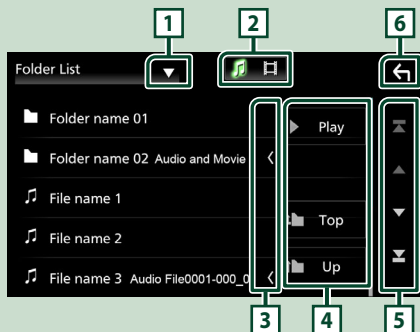 1 2 6
Folder List
Folder name 01
Play
Folder name 02 Audio and Movie
File name 1
File name 2
Top
File name 3 Audio File0001-000_0
Up
3 4 5